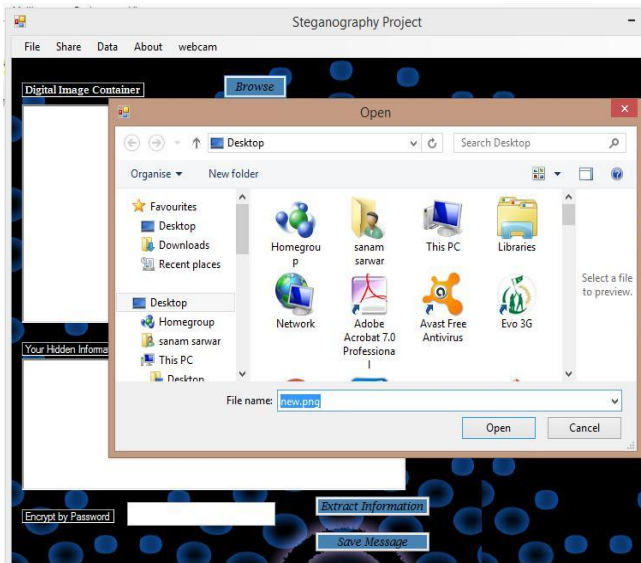 Steganography Project
File Share Data About webcam
Digital Image Container
Browse
Open
Desktop
Search Desktop
Organise
New folder
Favourites
Desktop
Downloads
Recent places
Desktop
Homegroup
sanam sarwar
This PC
Desktop
Homegrou
p
sanam
sarwar
This PC
Libraries
Network
Adobe
Acrobat 7.0
Professiona
l
Avast Free
Antivirus
Evo 3G
Select a file
to preview.
Your Hidden Informa
File name:
new.png
Open
Cancel
Encrypt by Password
Extract Information
Save Message